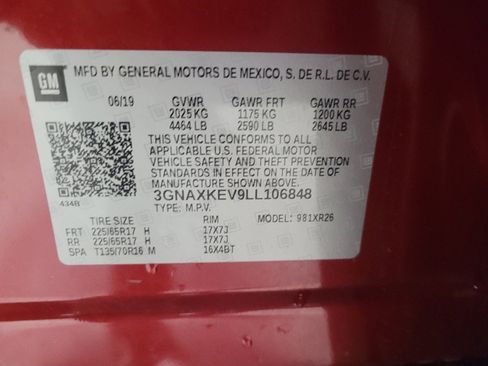 GM
MFD BY GENERAL MOTORS DE MEXICO, S. DE R.L. DE C.V.
06/19 GVWR GAWR FRT GAWR RR
2025 KG 1175 KG 1200 KG
4464 LB 2590 LB 2645 LB
THIS VEHICLE CONFORMS TO ALL
APPLICABLE U.S. FEDERAL MOTOR
VEHICLE SAFETY AND THEFT PREVENTION
STANDARDS IN EFFECT ON THE DATE OF
MANUFACTURE SHOWN ABOVE.
434B 3GNAXKEV9LL106848
TYPE: M.P.V.
TIRE SIZE RIM MODEL: 981XR26
FRT 225/65R17 H 17X7J
RR 225/65R17 H 17X7J
SPA T135/70R16 M 16X4BT